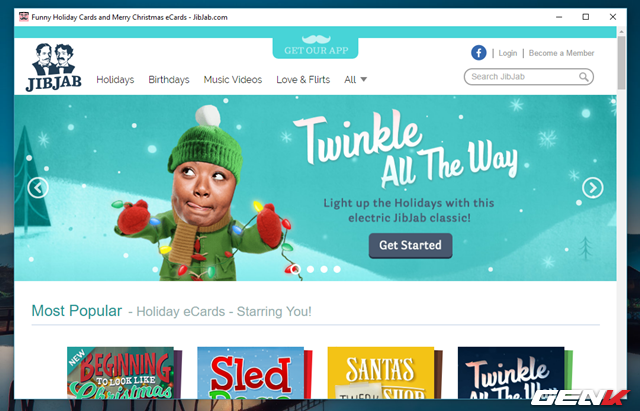 Funny Holiday Cards and Merry Christmas eCards - JibJab.com
GET OUR APP
f | Login | Become a Member
JIBJAB
Holidays Birthdays Music Videos Love & Flirts All
Search JibJab
Twinkle
All The Way
Light up the Holidays with this
electric JibJab classic!
Get Started
Most Popular - Holiday eCards - Starring You!
NEW
BEGINNING
TO LOOK LIKE
Christmas
Sled
SANTA'S
SHOP
Twinkle
All The Way
GENK